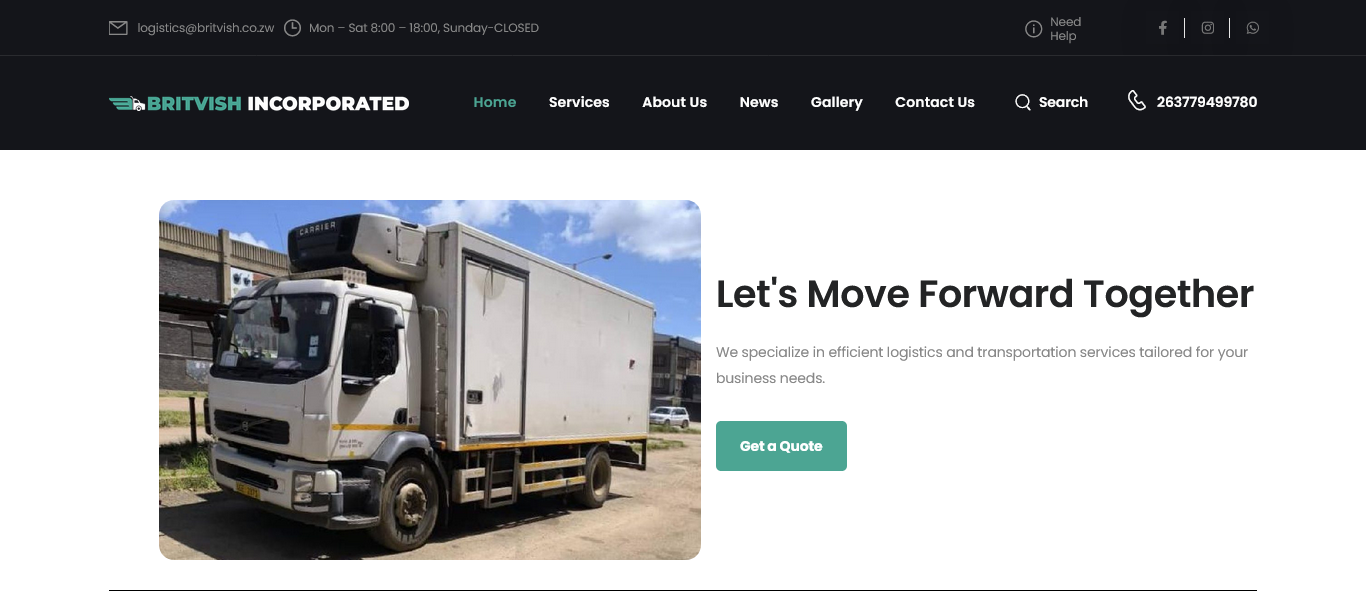 logistics@britvish.co.zw
Mon – Sat 8:00 – 18:00, Sunday-CLOSED
Need
Help
BRITVISH INCORPORATED
Home
Services
About Us
News
Gallery
Contact Us
Search
263779499780
CARRIER
Let's Move Forward Together
We specialize in efficient logistics and transportation services tailored for your
business needs.
Get a Quote